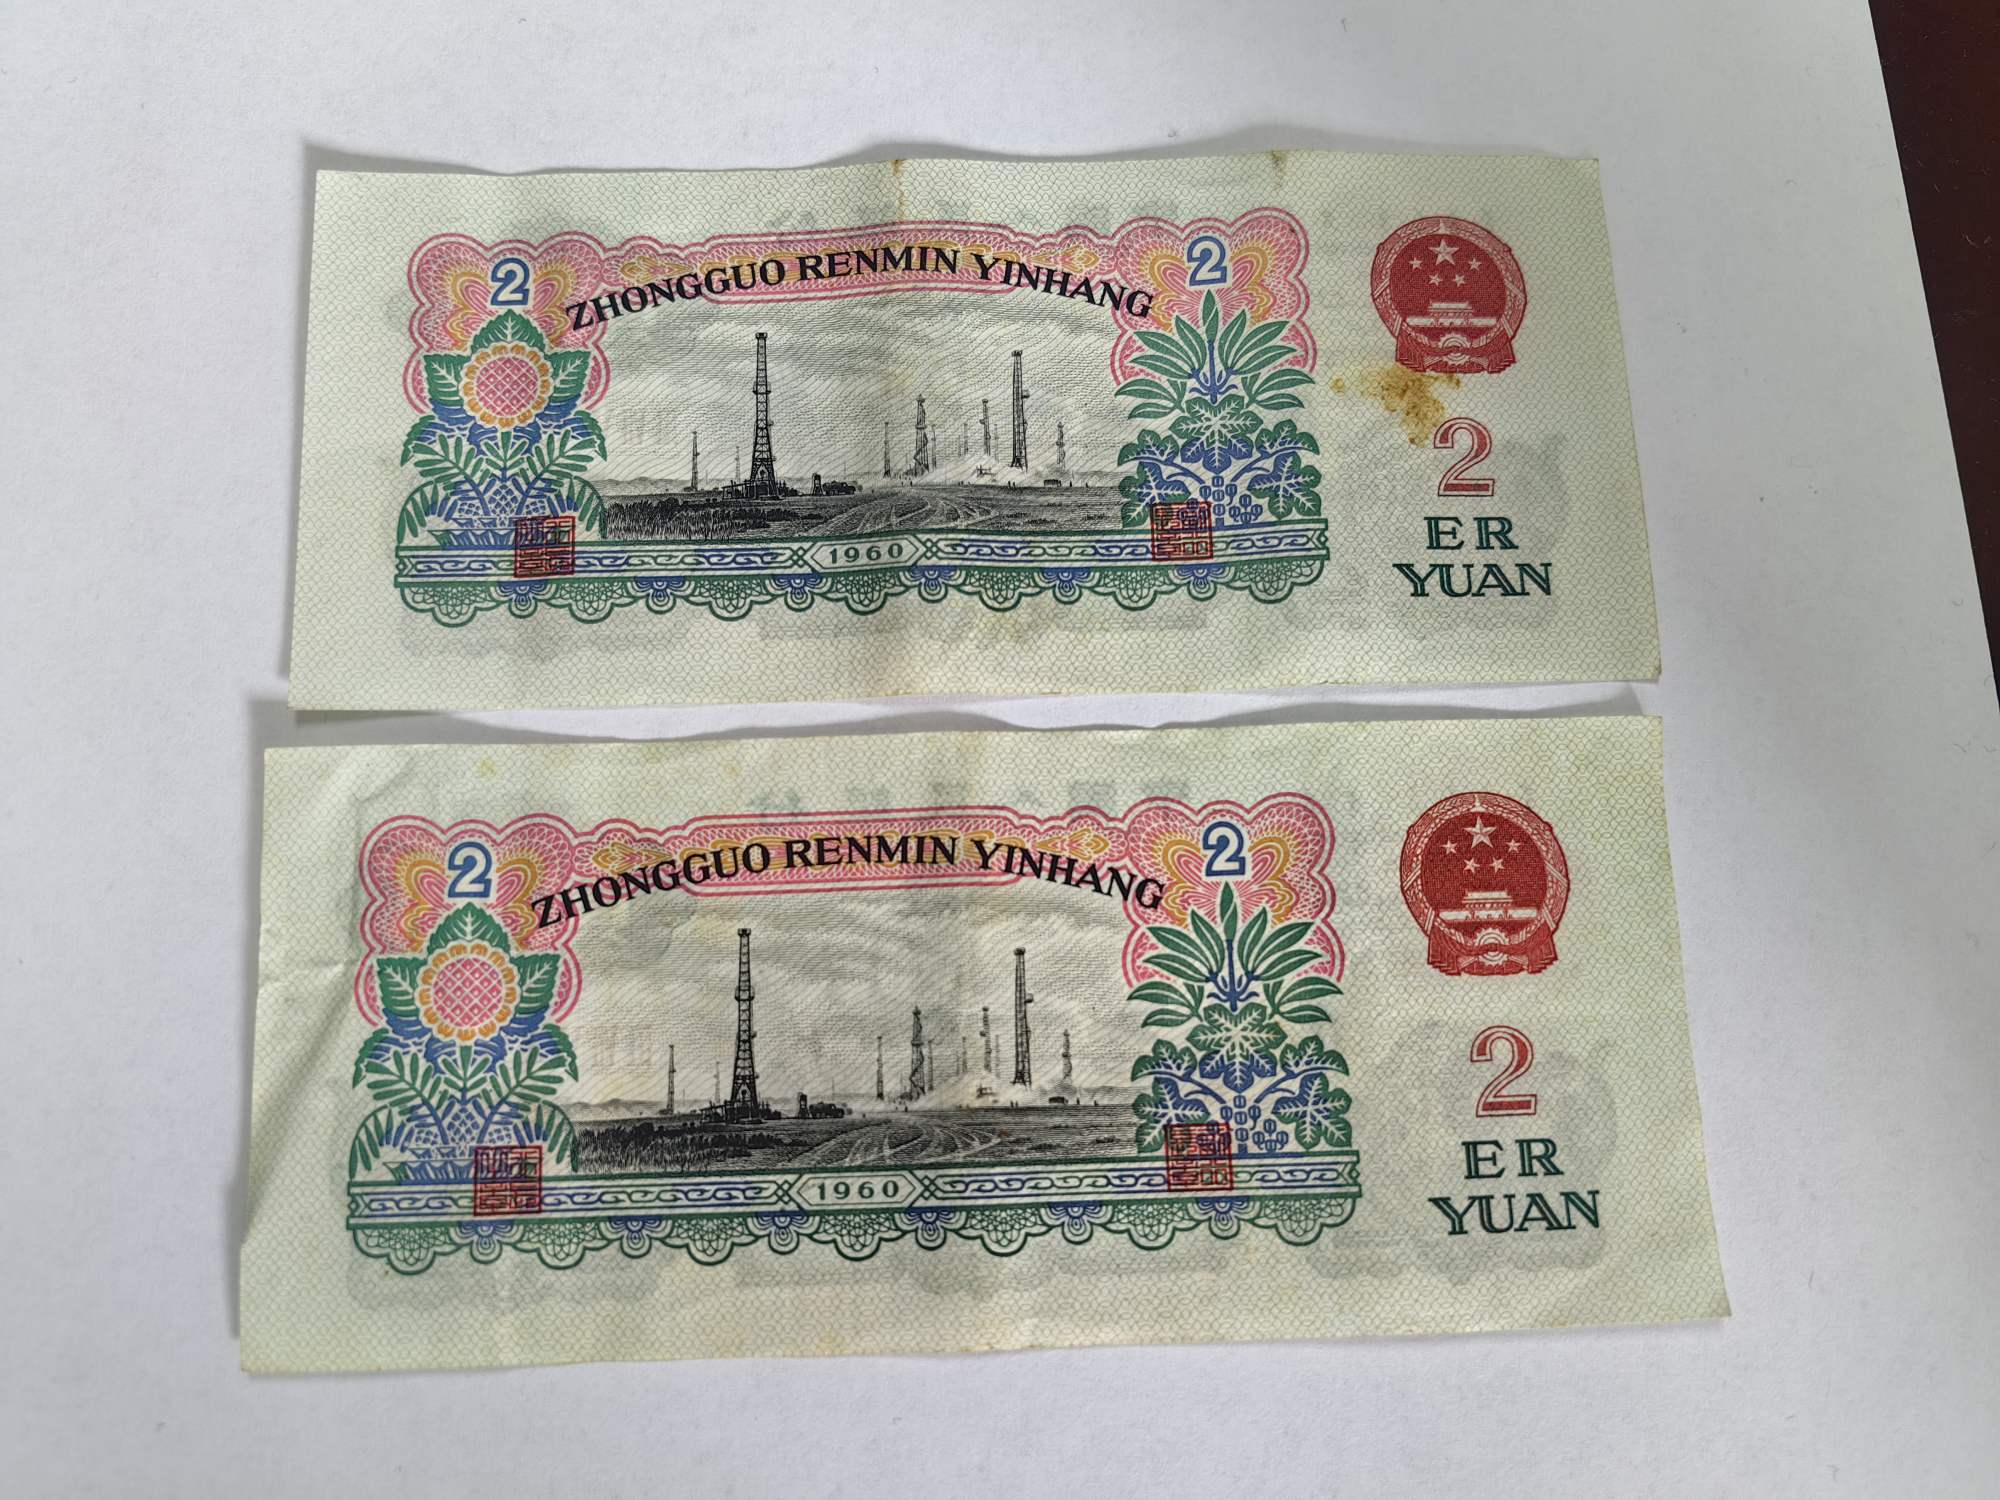 2
ZHONGGUO RENMIN YINHANG
2
2
ER
YUAN
1960
2
ZHONGGUO RENMIN YINHANG
2
2
ER
YUAN
1960